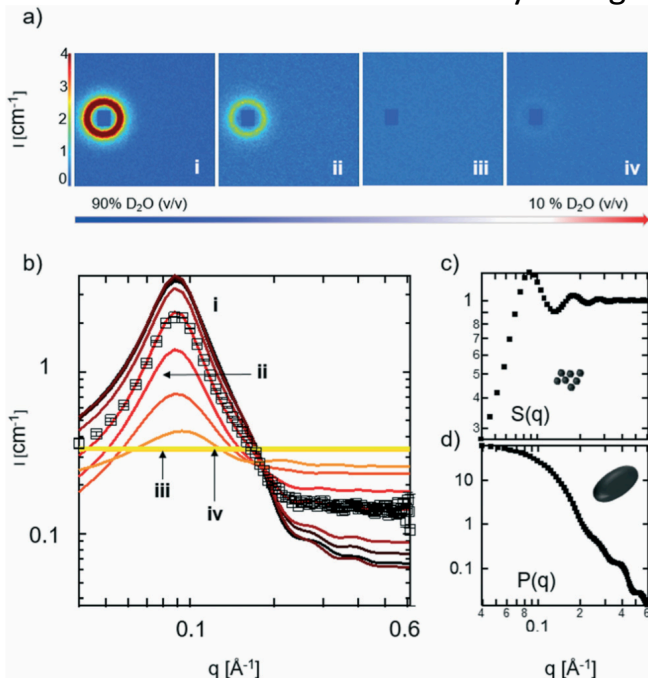 a)
I [cm⁻¹]
4
3
2
1
0
i
ii
iii
iv
90% D₂O (v/v)
10 % D₂O (v/v)
b)
I [cm⁻¹]
1
0.1
i
ii
iii
iv
0.1
0.6
q [Å⁻¹]
c)
1
8
7
6
5
4
3
S(q)
d)
10
1
0.1
P(q)
4
6
8
2
4
6
0.1
q [Å⁻¹]